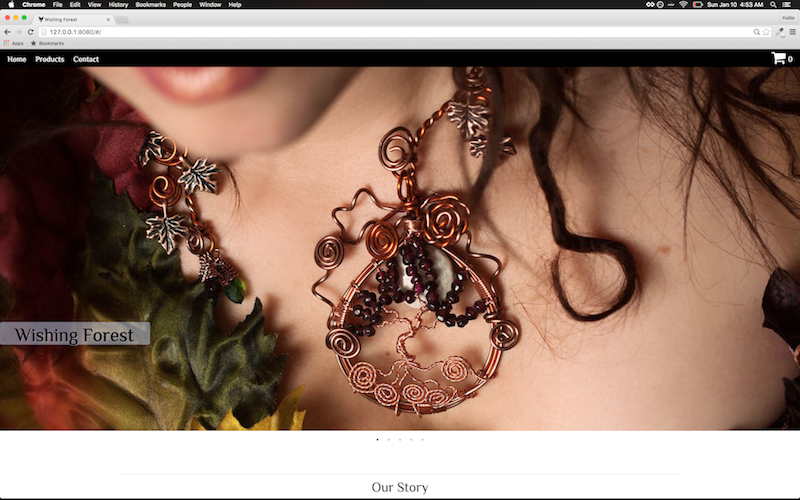 Chrome File Edit View History Bookmarks People Window Help Sun Jan 10 4:53 AM
Wishing Forest
127.0.0.1:8080/#/
Apps Bookmarks
Home Products Contact 0
Wishing Forest
Our Story